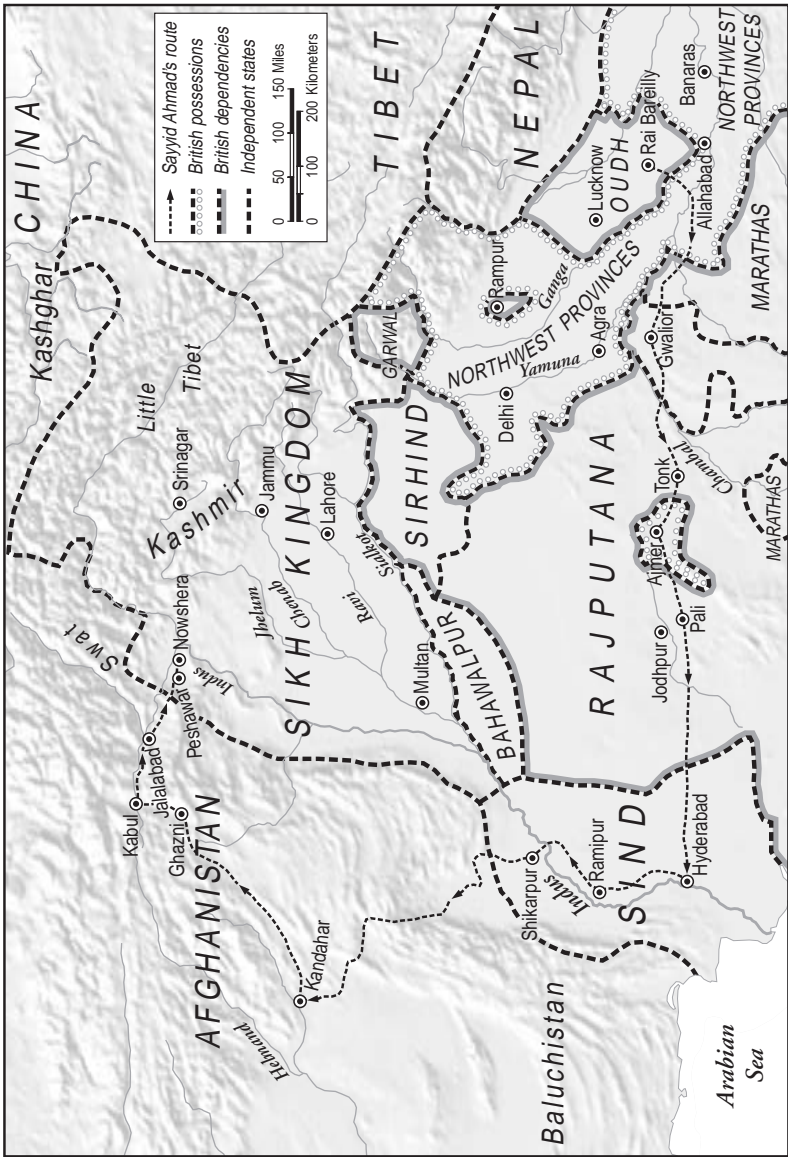 CHINA
Kashghar
Little
Tibet
TIBET
NEPAL
Sayyid Ahmad's route
British possessions
British dependencies
Independent states
0 50 100 150 Miles
0 100 200 Kilometers
Swat
Srinagar
Kashmir
Jammu
Lahore
SIKH KINGDOM
Jhelum
Chenab
Ravi
Sialkot
Multan
Indus
Nowshera
Peshawar
Jalalabad
Kabul
Ghazni
AFGHANISTAN
Kandahar
Helmand
GARWAL
SIRHIND
BAHAWALPUR
NORTHWEST PROVINCES
Rampur
Ganga
Yamuna
Delhi
Agra
Lucknow
OUDH
Rai Bareilly
Banaras
NORTHWEST
PROVINCES
Allahabad
MARATHAS
Gwalior
Chambal
Tonk
MARATHAS
Ajmer
RAJPUTANA
Jodhpur
Pali
Hyderabad
SIND
Ramipur
Indus
Shikarpur
Baluchistan
Arabian
Sea